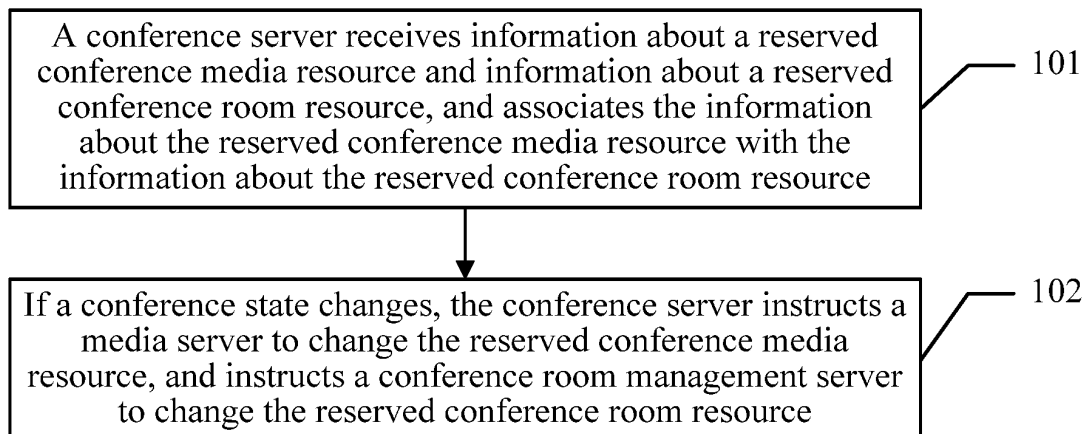 A conference server receives information about a reserved
conference media resource and information about a reserved
conference room resource, and associates the information
about the reserved conference media resource with the
information about the reserved conference room resource
101
If a conference state changes, the conference server instructs a
media server to change the reserved conference media
resource, and instructs a conference room management server
to change the reserved conference room resource
102